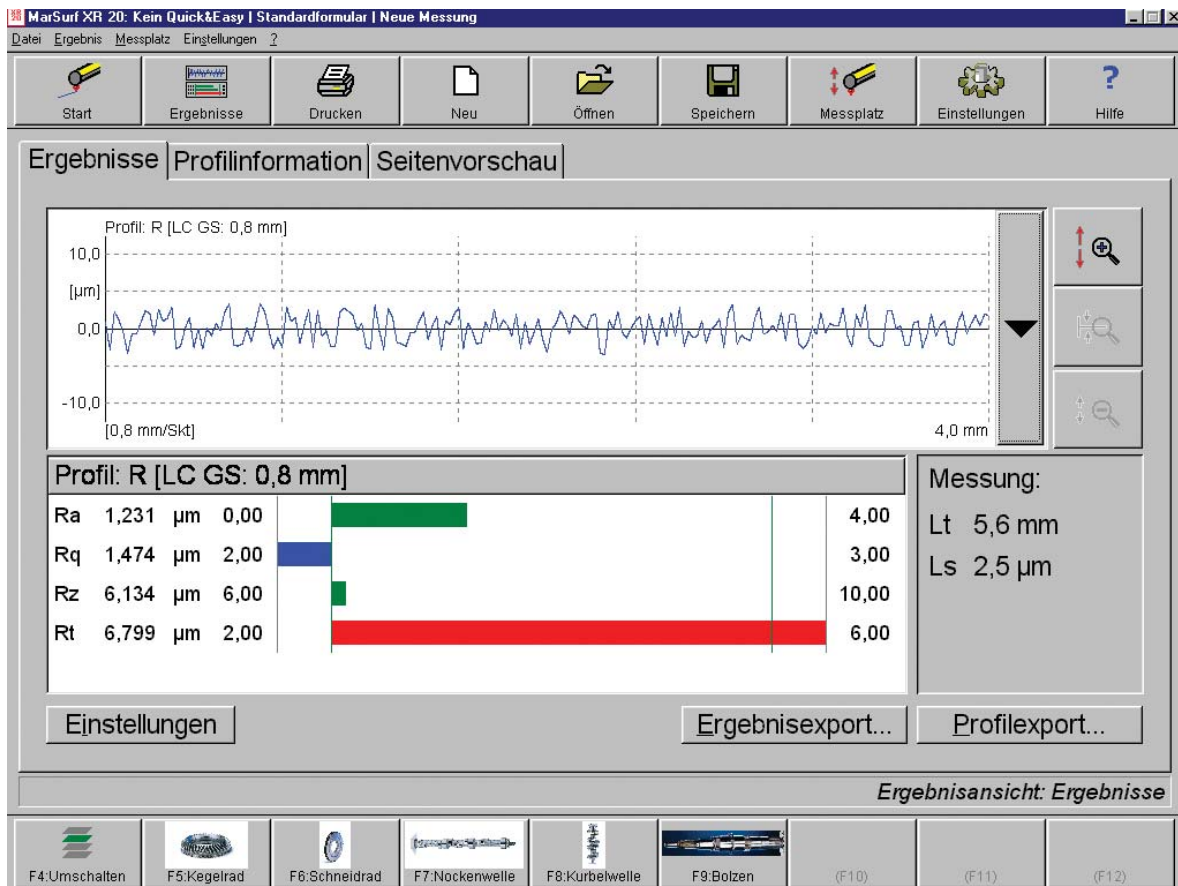 MarSurf XR 20: Kein Quick&Easy | Standardformular | Neue Messung
Datei Ergebnis Messplatz Einstellungen ?
Start Ergebnisse Drucken Neu Öffnen Speichern Messplatz Einstellungen Hilfe
Ergebnisse Profilinformation Seitenvorschau
Profil: R [LC GS: 0,8 mm]
10,0
[µm]
0,0
-10,0
[0,8 mm/Skt] 4,0 mm
Profil: R [LC GS: 0,8 mm]
Ra 1,231 µm 0,00 4,00
Rq 1,474 µm 2,00 3,00
Rz 6,134 µm 6,00 10,00
Rt 6,799 µm 2,00 6,00
Messung:
Lt 5,6 mm
Ls 2,5 µm
Einstellungen Ergebnisexport... Profilexport...
Ergebnisansicht: Ergebnisse
F4:Umschalten F5:Kegelrad F6:Schneidrad F7:Nockenwelle F8:Kurbelwelle F9:Bolzen (F10) (F11) (F12)